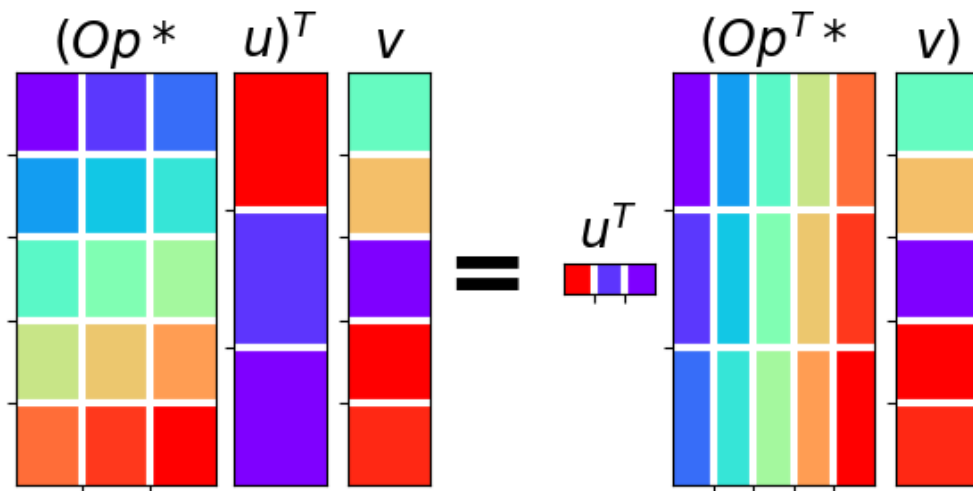 (Op * u)^T v = (Op^T * v)
u^T